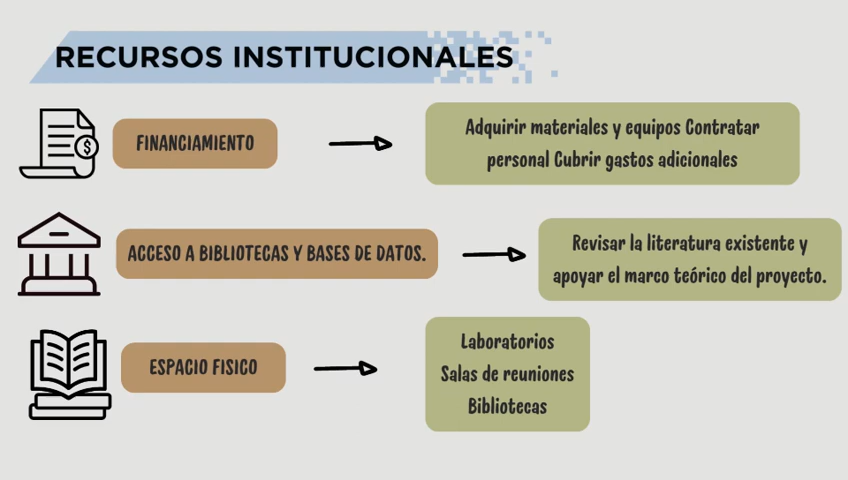 RECURSOS INSTITUCIONALES
FINANCIAMIENTO
Adquirir materiales y equipos Contratar
personal Cubrir gastos adicionales
ACCESO A BIBLIOTECAS Y BASES DE DATOS.
Revisar la literatura existente y
apoyar el marco teórico del proyecto.
ESPACIO FISICO
Laboratorios
Salas de reuniones
Bibliotecas